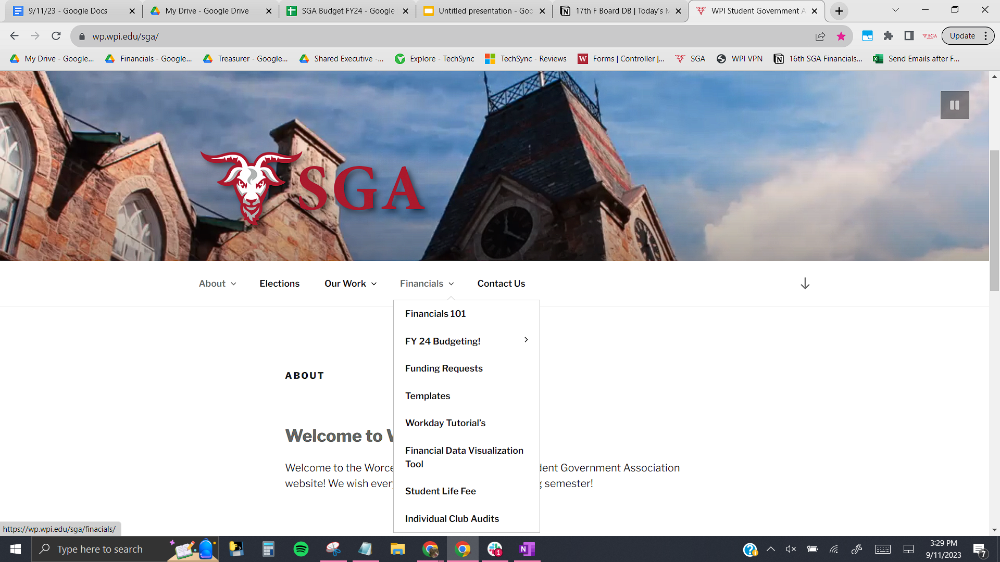 9/11/23 - Google Docs
My Drive - Google Drive
SGA Budget FY24 - Google
Untitled presentation - Goo
17th F Board DB | Today's M
WPI Student Government A
wp.wpi.edu/sga/
SGA
Update
My Drive - Google...
Financials - Google...
Treasurer - Google...
Shared Executive -...
Explore - TechSync
TechSync - Reviews
Forms | Controller |...
SGA
WPI VPN
16th SGA Financials...
Send Emails after F...
SGA
About
Elections
Our Work
Financials
Contact Us
Financials 101
FY 24 Budgeting!
Funding Requests
Templates
Workday Tutorial’s
Financial Data Visualization
Tool
Student Life Fee
Individual Club Audits
ABOUT
Welcome to
Welcome to the Worce
dent Government Association
website! We wish ever
g semester!
https://wp.wpi.edu/sga/finacials/
Type here to search
1
3:29 PM
9/11/2023
7